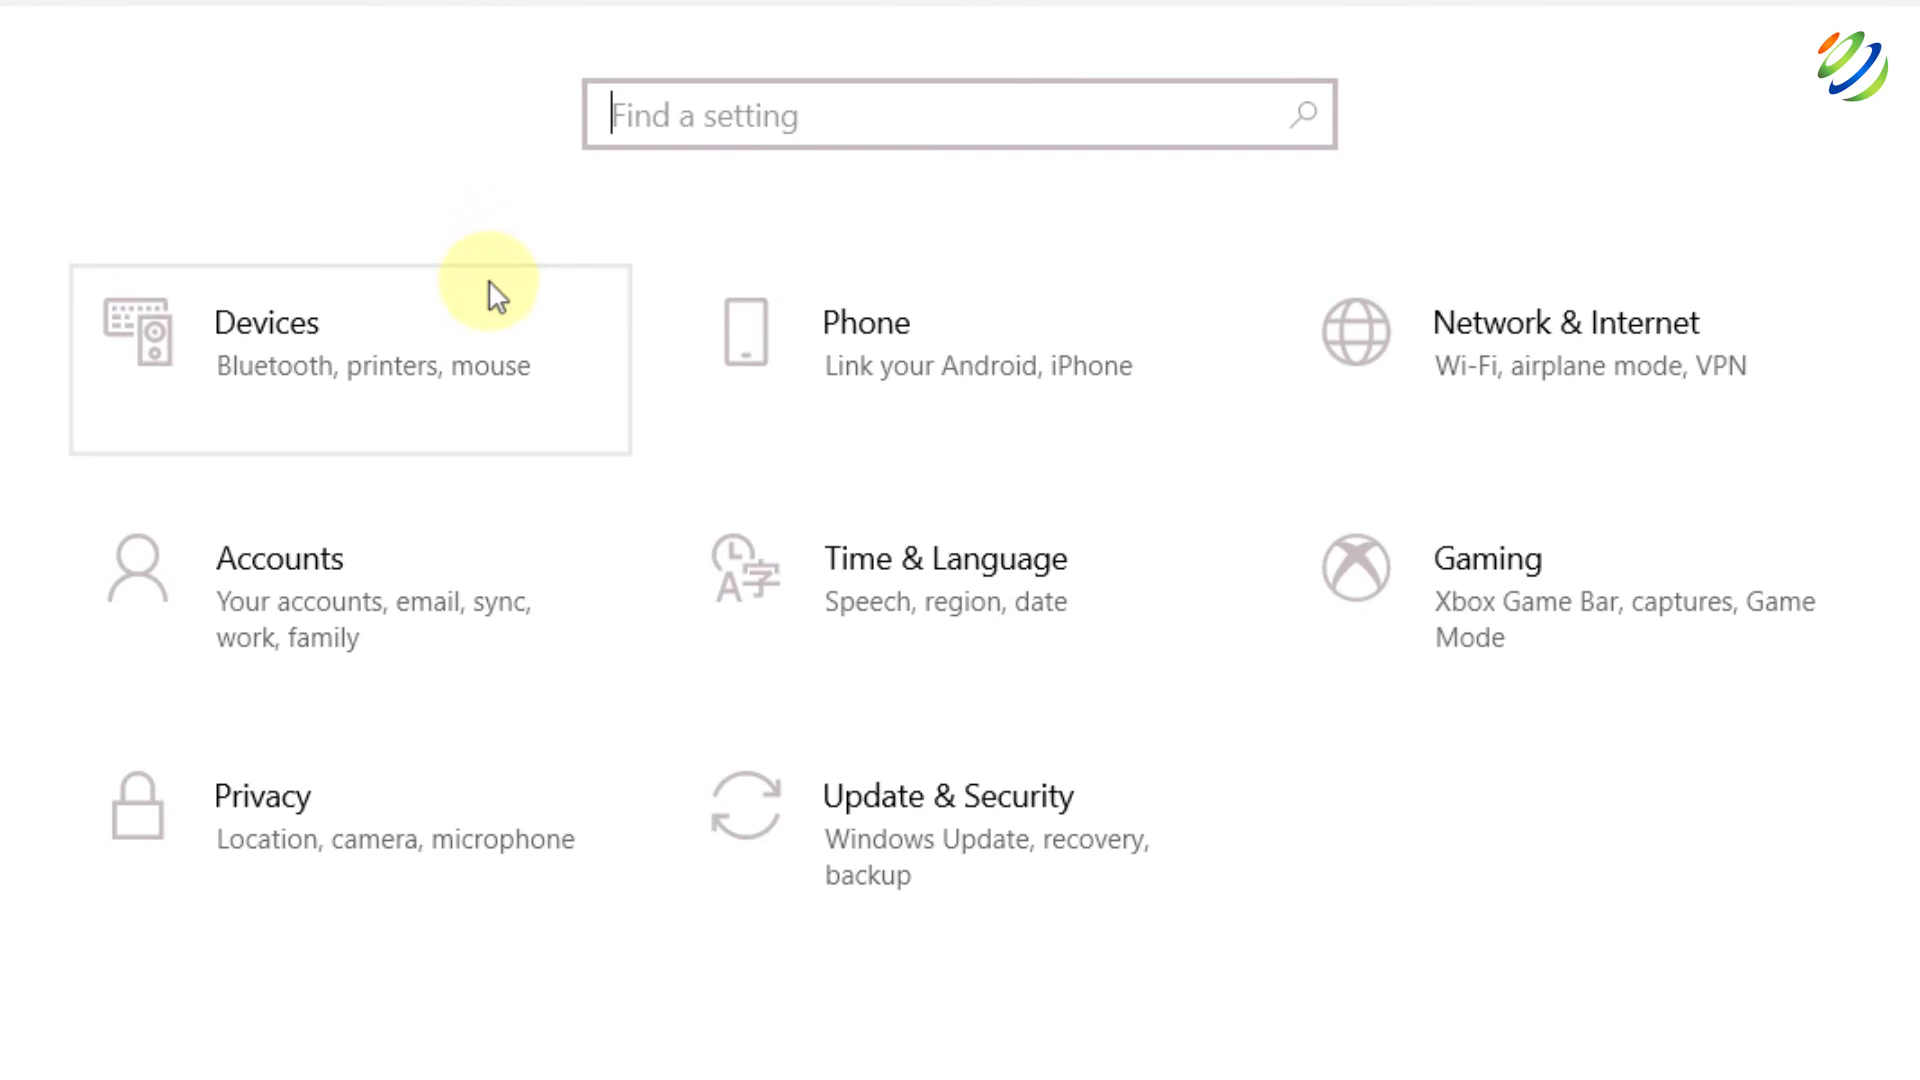 Find a setting
Devices
Bluetooth, printers, mouse
Phone
Link your Android, iPhone
Network & Internet
Wi-Fi, airplane mode, VPN
Accounts
Your accounts, email, sync,
work, family
Time & Language
Speech, region, date
Gaming
Xbox Game Bar, captures, Game
Mode
Privacy
Location, camera, microphone
Update & Security
Windows Update, recovery,
backup